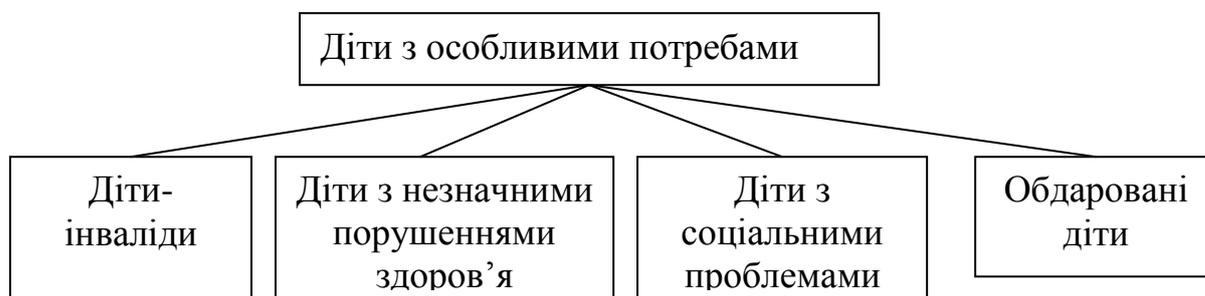 Діти з особливими потребами
Діти-
інваліди
Діти з незначними
порушеннями
здоров’я
Діти з
соціальними
проблемами
Обдаровані
діти